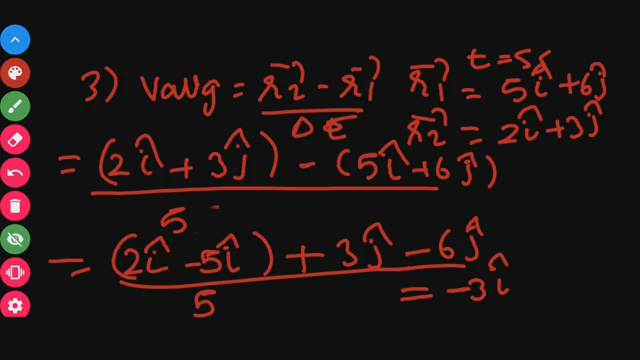 3) Vavg = r⃗2 - r⃗1 / Δt
t = 5s
r⃗1 = 5î + 6ĵ
r⃗2 = 2î + 3ĵ
= (2î + 3ĵ) - (5î + 6ĵ) / 5
= (2î - 5î) + 3ĵ - 6ĵ / 5
= -3î